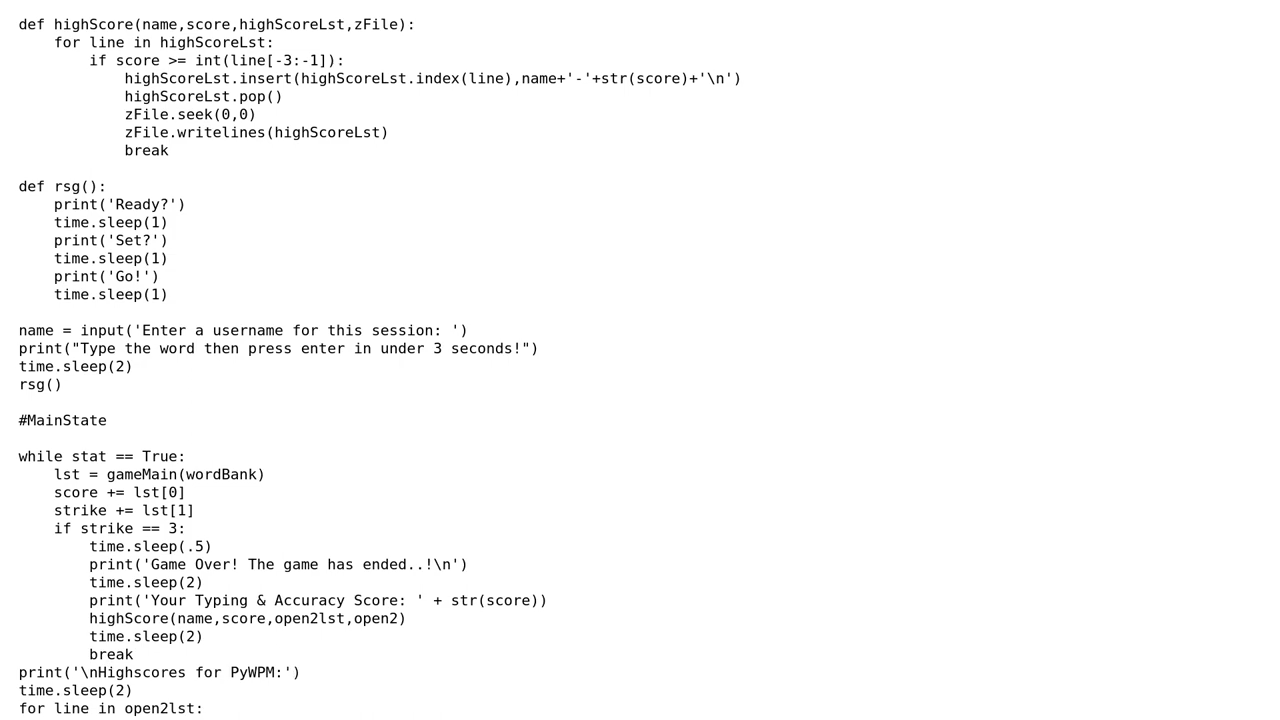 def highScore(name,score,highScoreLst,zFile):
    for line in highScoreLst:
        if score >= int(line[-3:-1]):
            highScoreLst.insert(highScoreLst.index(line),name+'-'+str(score)+'\n')
            highScoreLst.pop()
            zFile.seek(0,0)
            zFile.writelines(highScoreLst)
            break

def rsg():
    print('Ready?')
    time.sleep(1)
    print('Set?')
    time.sleep(1)
    print('Go!')
    time.sleep(1)

name = input('Enter a username for this session: ')
print("Type the word then press enter in under 3 seconds!")
time.sleep(2)
rsg()

#MainState

while stat == True:
    lst = gameMain(wordBank)
    score += lst[0]
    strike += lst[1]
    if strike == 3:
        time.sleep(.5)
        print('Game Over! The game has ended..!\n')
        time.sleep(2)
        print('Your Typing & Accuracy Score: ' + str(score))
        highScore(name,score,open2lst,open2)
        time.sleep(2)
        break
print('\nHighscores for PyWPM:')
time.sleep(2)
for line in open2lst: